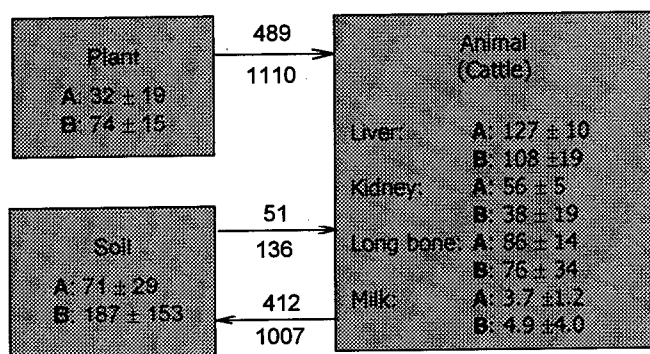 Plant
A: 32 ± 19
B: 74 ± 15
489
1110
Soil
A: 71 ± 29
B: 187 ± 153
51
136
412
1007
Animal
(Cattle)
Liver: A: 127 ± 10
B: 108 ±19
Kidney: A: 56 ± 5
B: 38 ± 19
Long bone: A: 86 ± 14
B: 76 ± 34
Milk: A: 3.7 ±1.2
B: 4.9 ±4.0